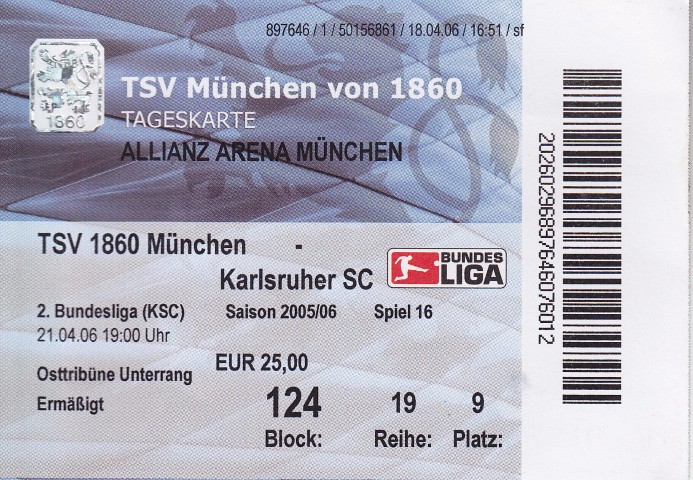 897646 / 1 / 50156861 / 18.04.06 / 16:51 / sf
1860
TSV München von 1860
TAGESKARTE
ALLIANZ ARENA MÜNCHEN
TSV 1860 München -
Karlsruher SC
BUNDES
LIGA
2. Bundesliga (KSC) Saison 2005/06 Spiel 16
21.04.06 19:00 Uhr
EUR 25,00
Osttribüne Unterrang
Ermäßigt 124 19 9
Block: Reihe: Platz:
20260296897646076012